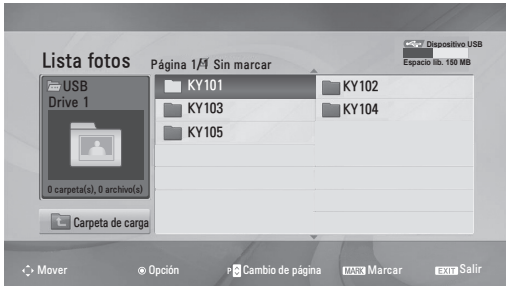 Lista fotos
Página 1/1 Sin marcar
Dispositivo USB
Espacio lib. 150 MB
USB
Drive 1
0 carpeta(s), 0 archivo(s)
Carpeta de carga
KY101
KY102
KY103
KY104
KY105
Mover
Opción
P Cambio de página
MARK Marcar
EXIT Salir